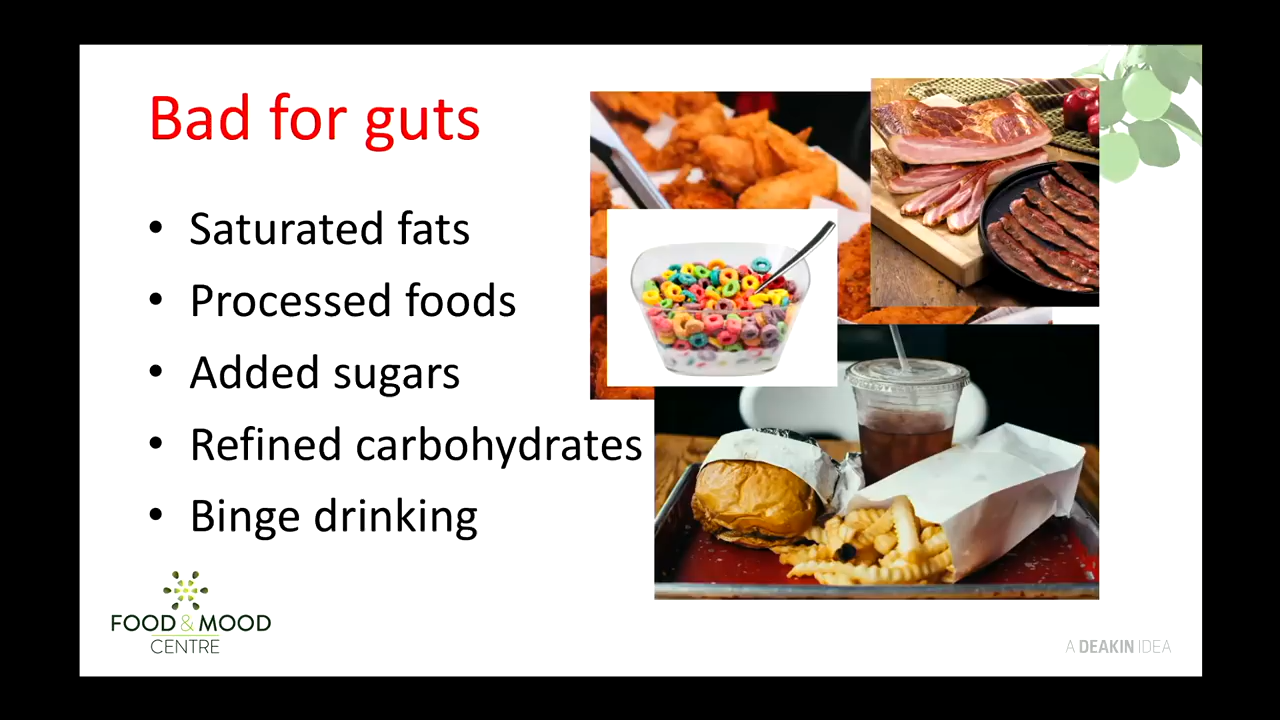 Bad for guts
• Saturated fats
• Processed foods
• Added sugars
• Refined carbohydrates
• Binge drinking
FOOD & MOOD
CENTRE
A DEAKIN IDEA